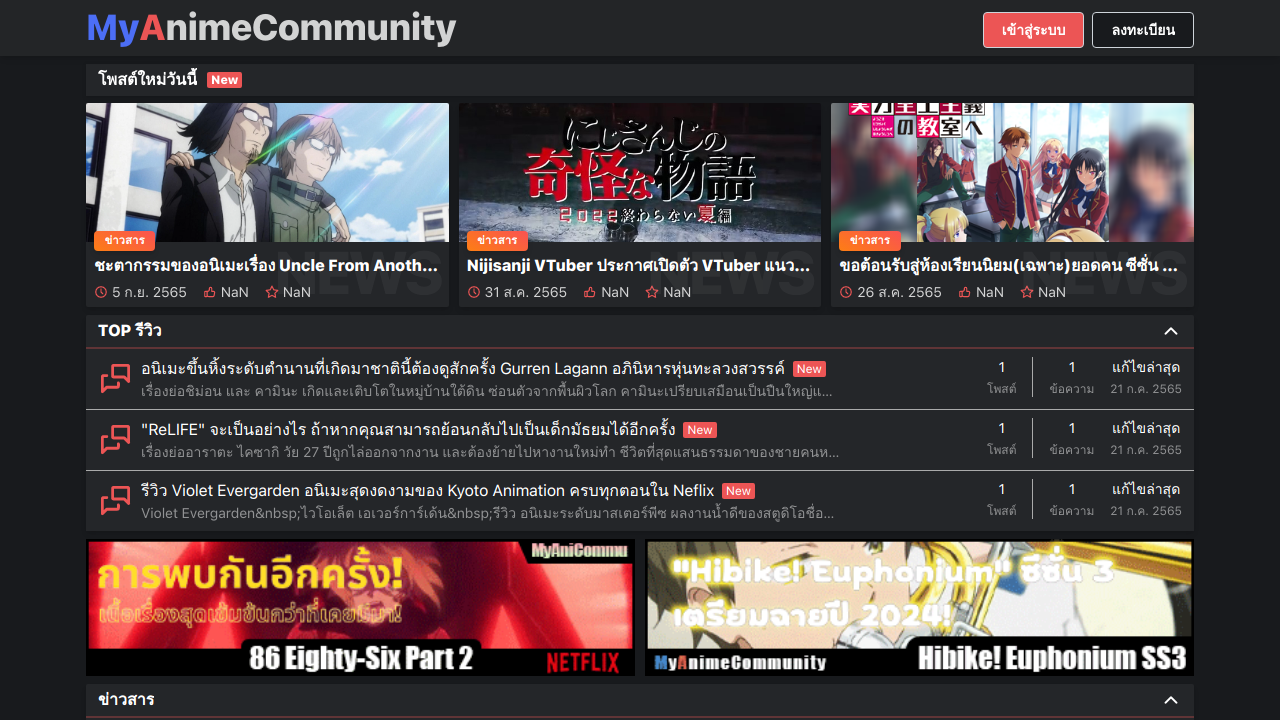 MyAnimeCommunity
เข้าสู่ระบบ
ลงทะเบียน
โพสต์ใหม่วันนี้ New
の教室へ
にじさんじの
奇怪な物語
2022終わらない夏編
ข่าวสาร
ชะตากรรมของอนิเมะเรื่อง Uncle From Anoth...
5 ก.ย. 2565 NaN NaN
ข่าวสาร
Nijisanji VTuber ประกาศเปิดตัว VTuber แนว...
31 ส.ค. 2565 NaN NaN
ข่าวสาร
ขอต้อนรับสู่ห้องเรียนนิยม(เฉพาะ)ยอดคน ซีซั่น ...
26 ส.ค. 2565 NaN NaN
NEWS
NEWS
NEWS
TOP รีวิว
อนิเมะขึ้นหิ้งระดับตำนานที่เกิดมาชาตินี้ต้องดูสักครั้ง Gurren Lagann อภินิหารหุ่นทะลวงสวรรค์ New
เรื่องย่อชิม่อน และ คามินะ เกิดและเติบโตในหมู่บ้านใต้ดิน ซ่อนตัวจากพื้นผิวโลก คามินะเปรียบเสมือนเป็นปืนใหญ่แ...
1 1 แก้ไขล่าสุด
โพสต์ ข้อความ 21 ก.ค. 2565
"ReLIFE" จะเป็นอย่างไร ถ้าหากคุณสามารถย้อนกลับไปเป็นเด็กมัธยมได้อีกครั้ง New
เรื่องย่ออาราตะ ไคซากิ วัย 27 ปีถูกไล่ออกจากงาน และต้องย้ายไปหางานใหม่ทำ ชีวิตที่สุดแสนธรรมดาของชายคนห...
1 1 แก้ไขล่าสุด
โพสต์ ข้อความ 21 ก.ค. 2565
รีวิว Violet Evergarden อนิเมะสุดงดงามของ Kyoto Animation ครบทุกตอนใน Neflix New
Violet Evergarden&nbsp;ไวโอเล็ต เอเวอร์การ์เด้น&nbsp;รีวิว อนิเมะระดับมาสเตอร์พีซ ผลงานน้ำดีของสตูดิโอชื่อ...
1 1 แก้ไขล่าสุด
โพสต์ ข้อความ 21 ก.ค. 2565
MyAniCommu
การพบกันอีกครั้ง!
เนื้อเรื่องสุดเข้มข้นกว่าที่เคยมีมา!
86 Eighty-Six Part 2
NETFLIX
"Hibike! Euphonium" ซีซั่น 3
เตรียมฉายปี 2024!
MyAnimeCommunity
Hibike! Euphonium SS3
ข่าวสาร